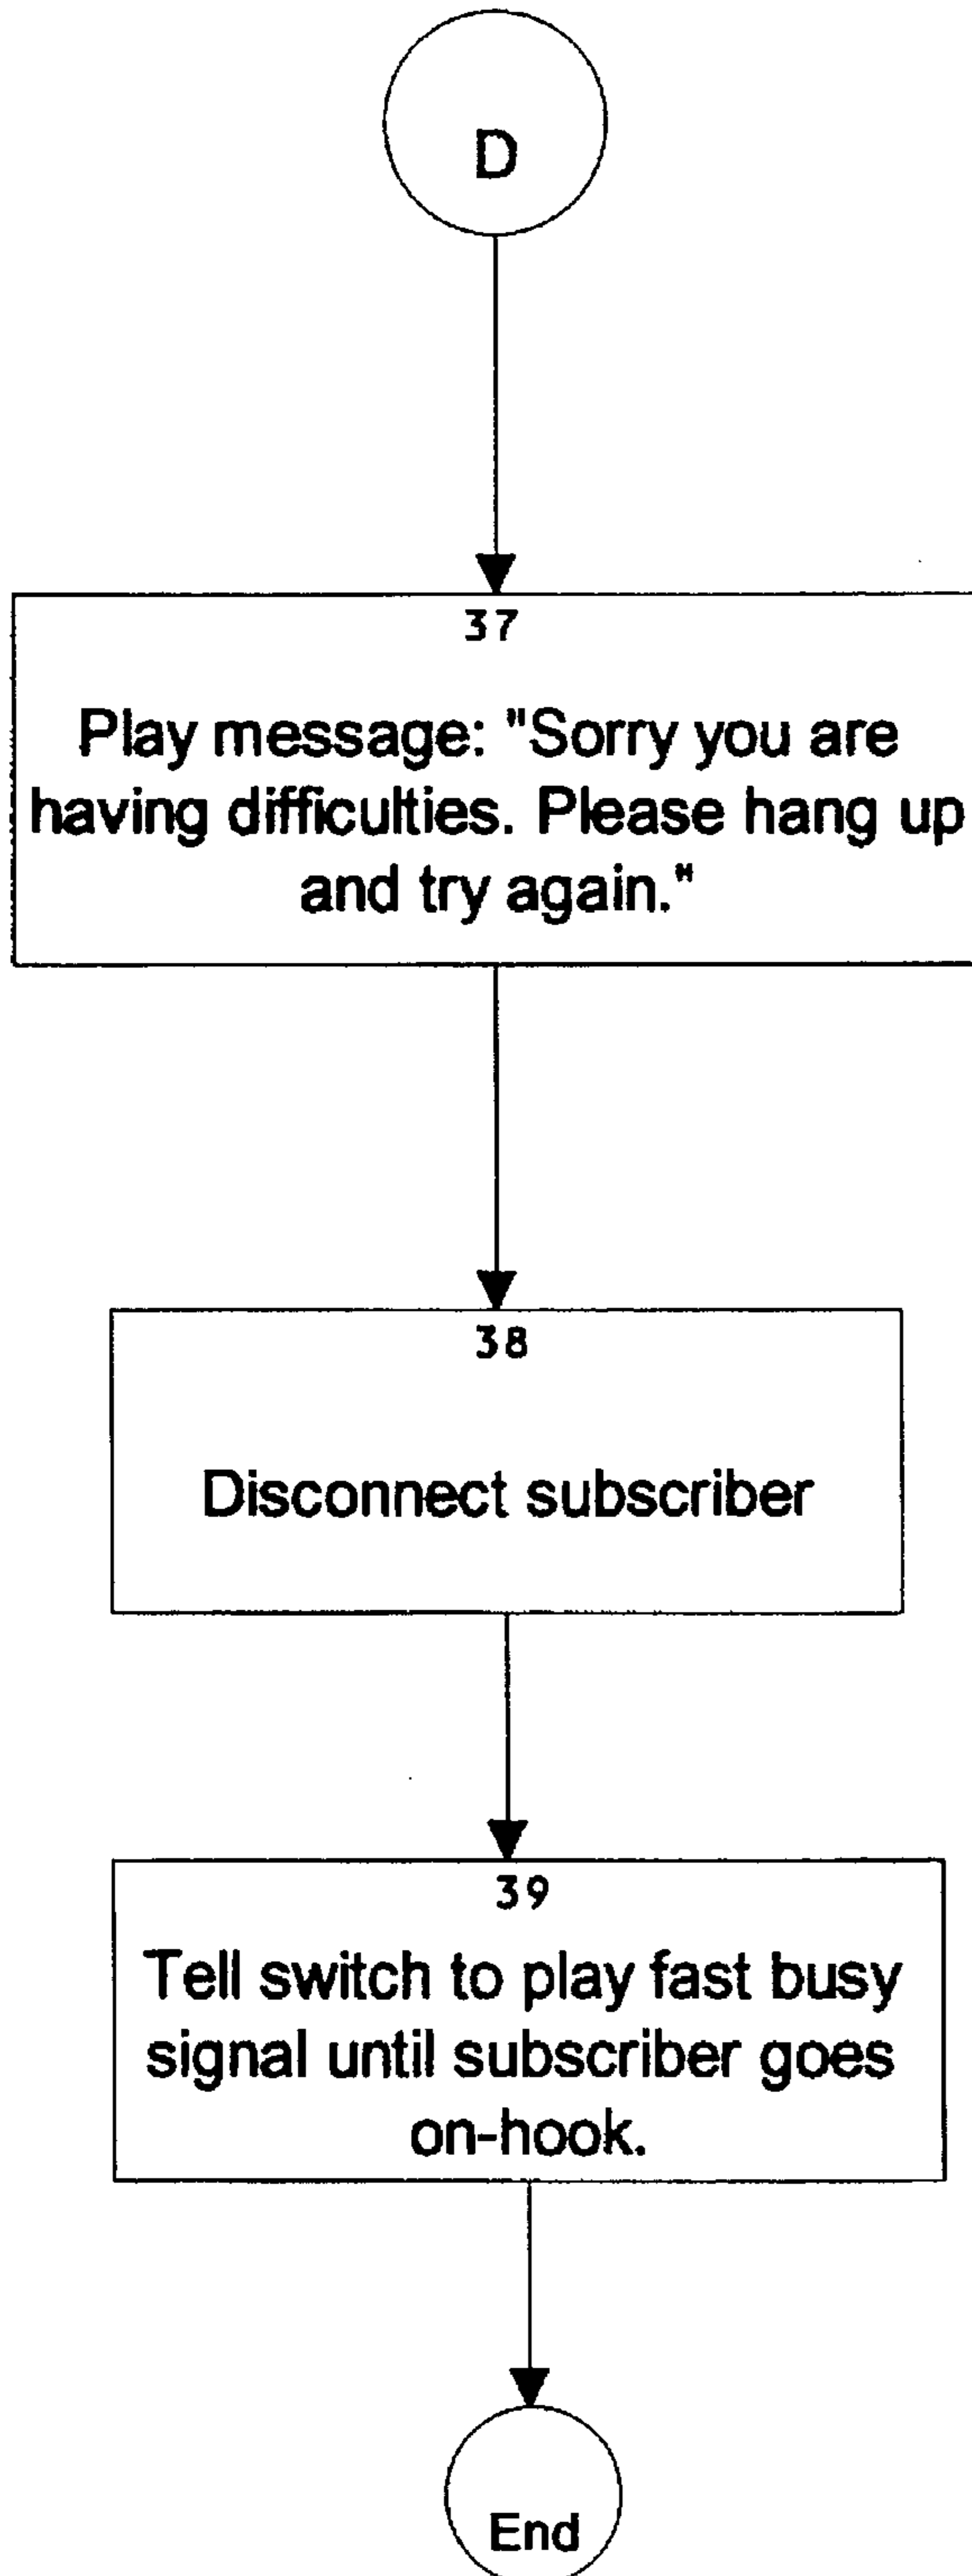 D
37
Play message: "Sorry you are
having difficulties. Please hang up
and try again."
38
Disconnect subscriber
39
Tell switch to play fast busy
signal until subscriber goes
on-hook.
End